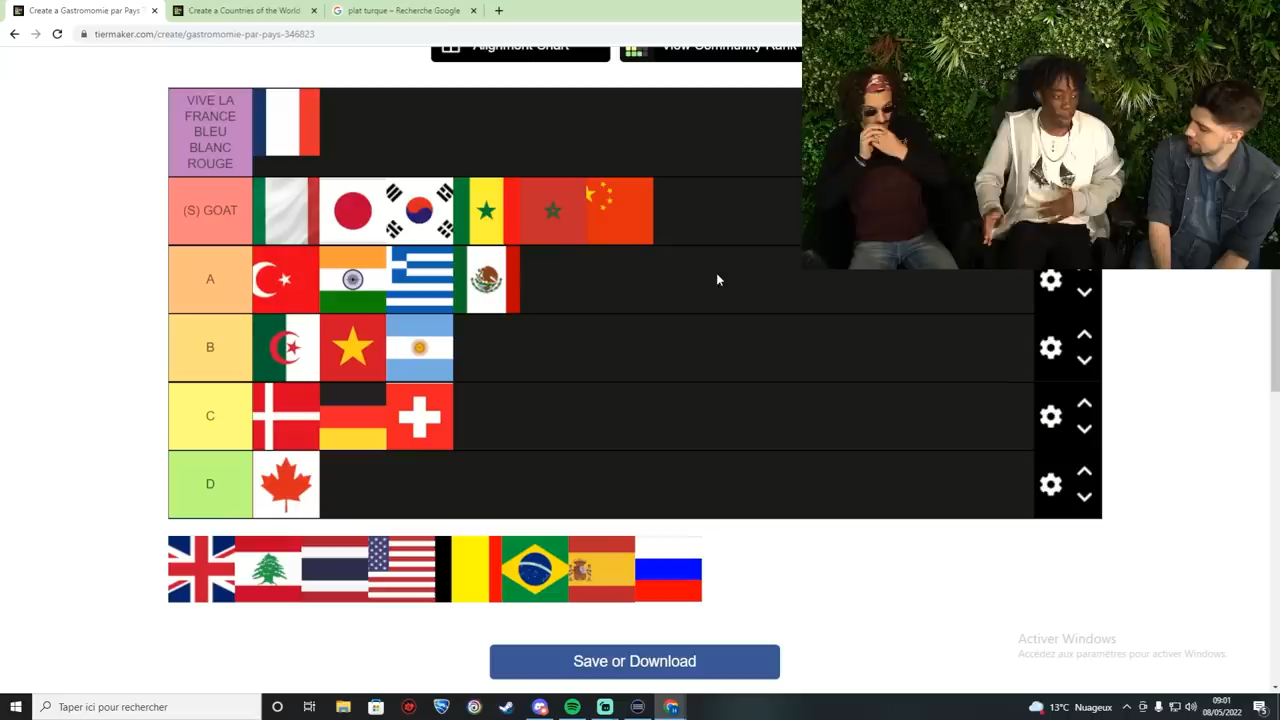 Create a Gastromomie par Pays
Create a Countries of the World
plat turque – Recherche Google
tiermaker.com/create/gastromomie-par-pays-346823
Alignment Chart
View Community Rank
VIVE LA
FRANCE
BLEU
BLANC
ROUGE
(S) GOAT
A
B
C
D
Save or Download
Activer Windows
Accédez aux paramètres pour activer Windows.
Taper ici pour rechercher
13°C Nuageux
09:01
08/05/2022